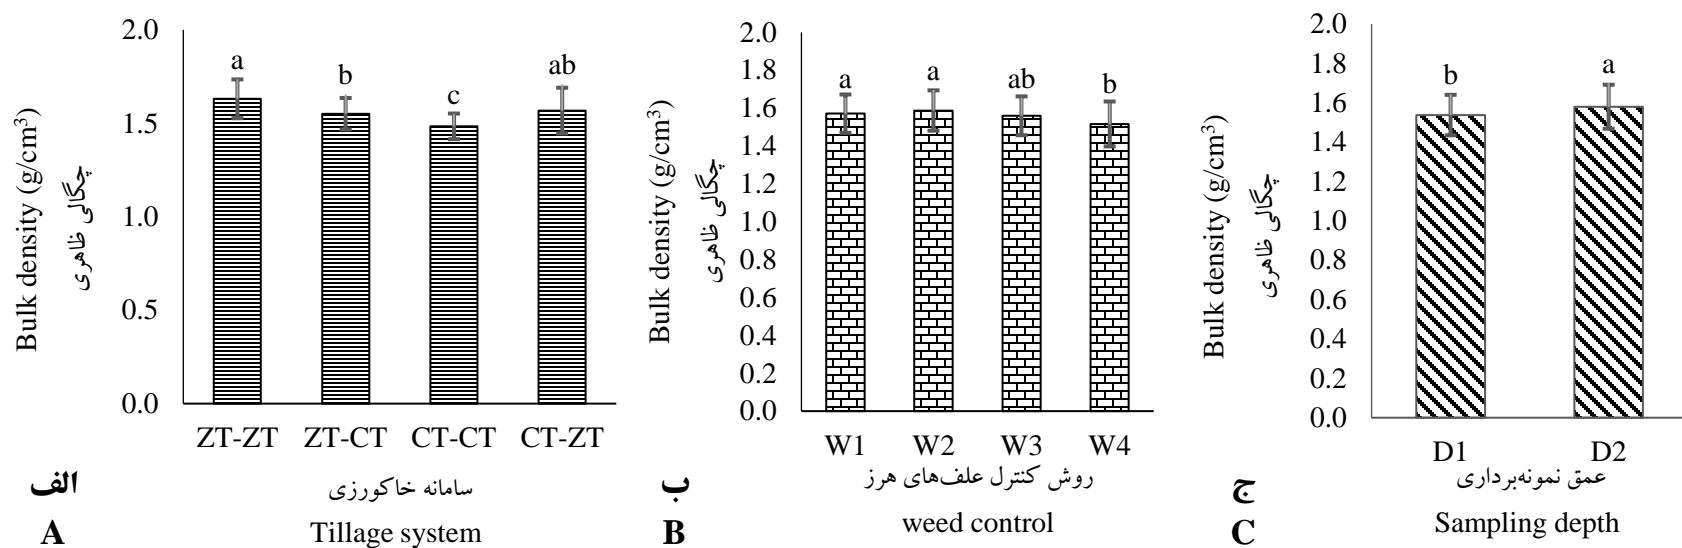 2.0
1.5
1.0
0.5
0.0
Bulk density (g/cm³)
چگالی ظاهری
a
b
c
ab
ZT-ZT ZT-CT CT-CT CT-ZT
سامانه خاکورزی
Tillage system
الف
A
2.0
1.8
1.6
1.4
1.2
1.0
0.8
0.6
0.4
0.2
0.0
Bulk density (g/cm³)
چگالی ظاهری
a
a
ab
b
W1 W2 W3 W4
روش کنترل علف‌های هرز
weed control
ب
B
2.0
1.8
1.6
1.4
1.2
1.0
0.8
0.6
0.4
0.2
0.0
Bulk density (g/cm³)
چگالی ظاهری
b
a
D1 D2
عمق نمونه‌برداری
Sampling depth
ج
C